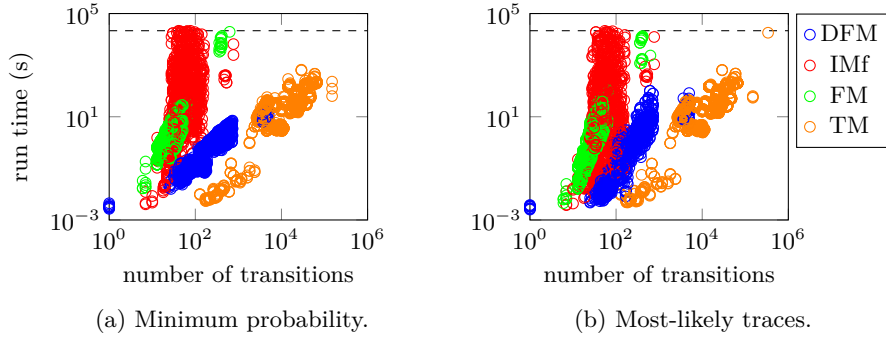 10^5
10^1
10^−3
run time (s)
10^0
10^2
10^4
10^6
number of transitions
(a) Minimum probability.
10^5
10^1
10^−3
10^0
10^2
10^4
10^6
number of transitions
(b) Most-likely traces.
DFM
IMf
FM
TM